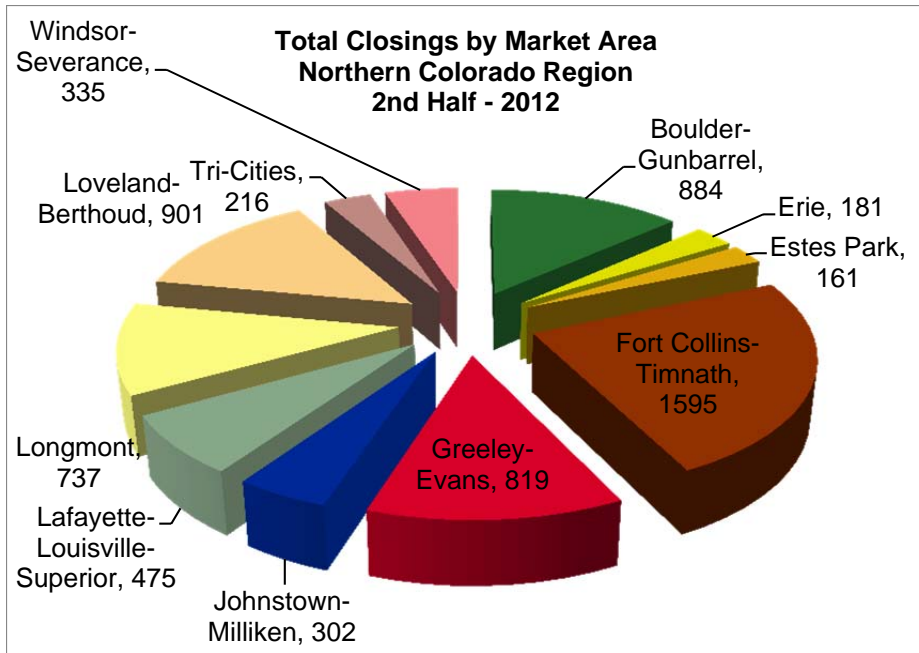 Total Closings by Market Area
Northern Colorado Region
2nd Half - 2012
Windsor-
Severance,
335
Boulder-
Gunbarrel,
884
Tri-Cities,
216
Loveland-
Berthoud, 901
Erie, 181
Estes Park,
161
Fort Collins-
Timnath,
1595
Greeley-
Evans, 819
Longmont,
737
Lafayette-
Louisville-
Superior, 475
Johnstown-
Milliken, 302